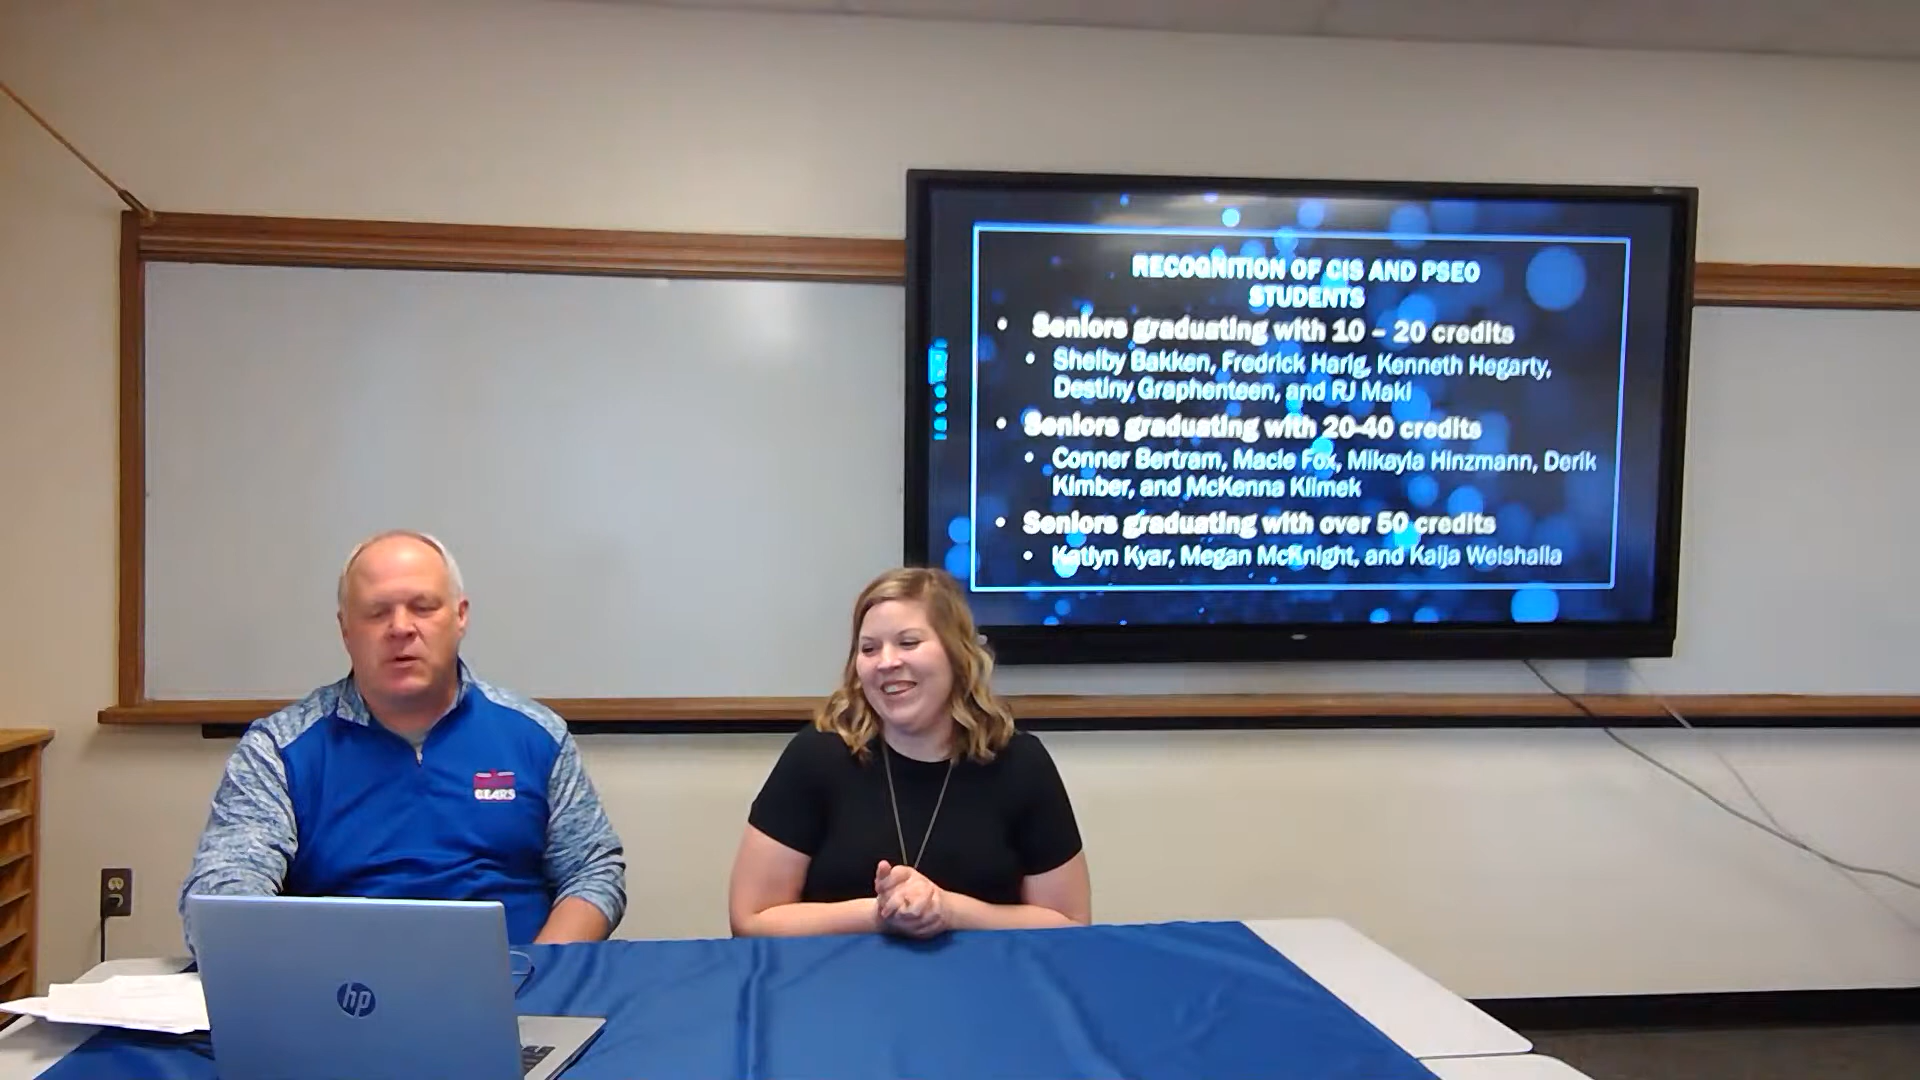 RECOGNITION OF CIS AND PSEO
STUDENTS
• Seniors graduating with 10 – 20 credits
• Shelby Bakken, Fredrick Harig, Kenneth Hegarty,
Destiny Graphenteen, and RJ Maki
• Seniors graduating with 20-40 credits
• Conner Bertram, Macie Fox, Mikayla Hinzmann, Derik
Kimber, and McKenna Klimek
• Seniors graduating with over 50 credits
• Katlyn Kyar, Megan McKnight, and Kaija Weishalla
BEARS
hp